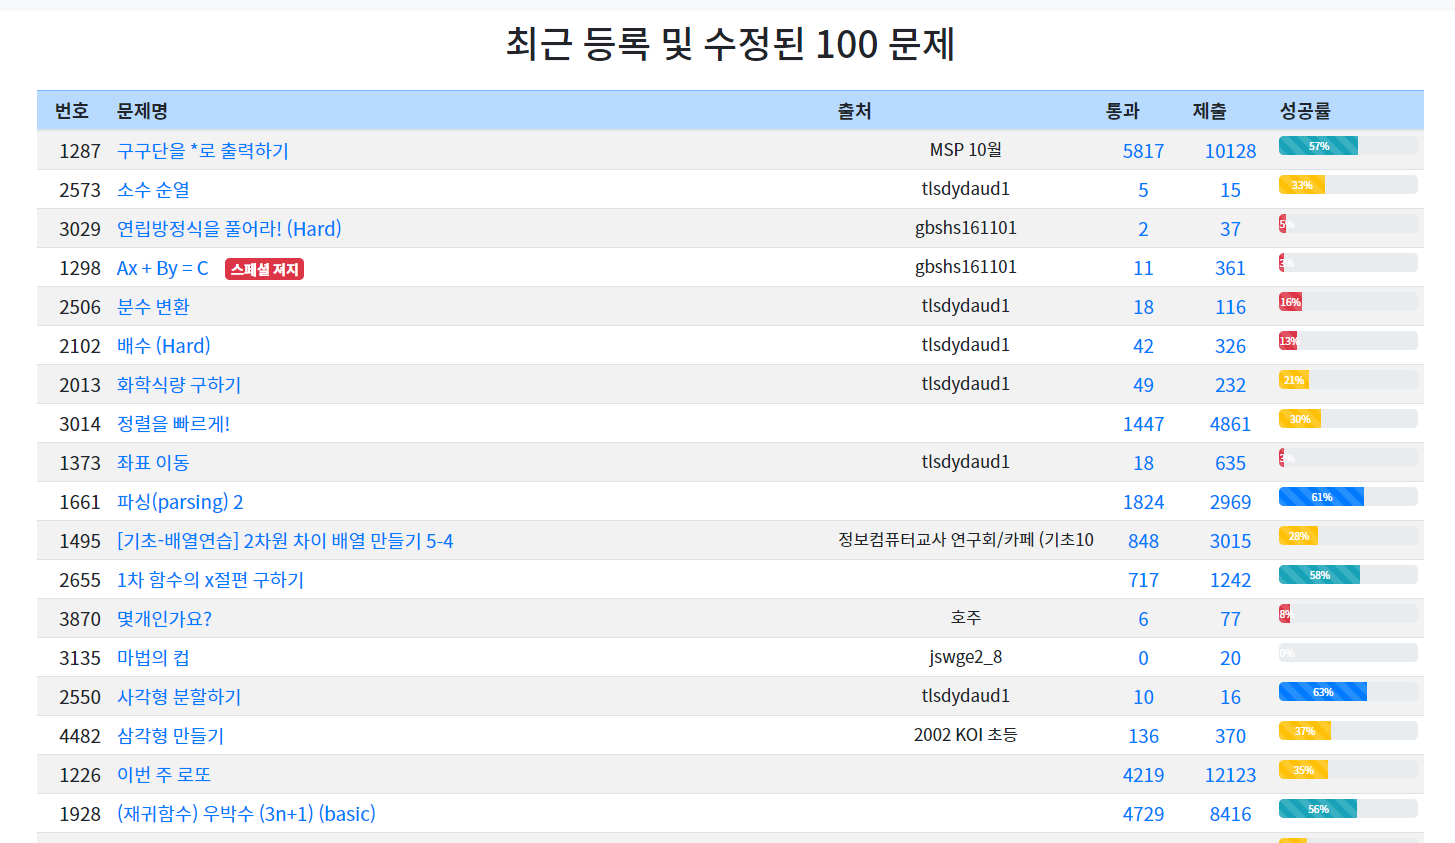 최근 등록 및 수정된 100 문제
번호 문제명 출처 통과 제출 성공률
1287 구구단을 *로 출력하기 MSP 10월 5817 10128 57%
2573 소수 순열 tlsdydaud1 5 15 33%
3029 연립방정식을 풀어라! (Hard) gbshs161101 2 37 5%
1298 Ax + By = C 스페셜 져지 gbshs161101 11 361 3%
2506 분수 변환 tlsdydaud1 18 116 16%
2102 배수 (Hard) tlsdydaud1 42 326 13%
2013 화학식량 구하기 tlsdydaud1 49 232 21%
3014 정렬을 빠르게! 1447 4861 30%
1373 좌표 이동 tlsdydaud1 18 635 3%
1661 파싱(parsing) 2 1824 2969 61%
1495 [기초-배열연습] 2차원 차이 배열 만들기 5-4 정보컴퓨터교사 연구회/카페 (기초10 848 3015 28%
2655 1차 함수의 x절편 구하기 717 1242 58%
3870 몇개인가요? 호주 6 77 8%
3135 마법의 컵 jswge2_8 0 20 0%
2550 사각형 분할하기 tlsdydaud1 10 16 63%
4482 삼각형 만들기 2002 KOI 초등 136 370 37%
1226 이번 주 로또 4219 12123 35%
1928 (재귀함수) 우박수 (3n+1) (basic) 4729 8416 56%